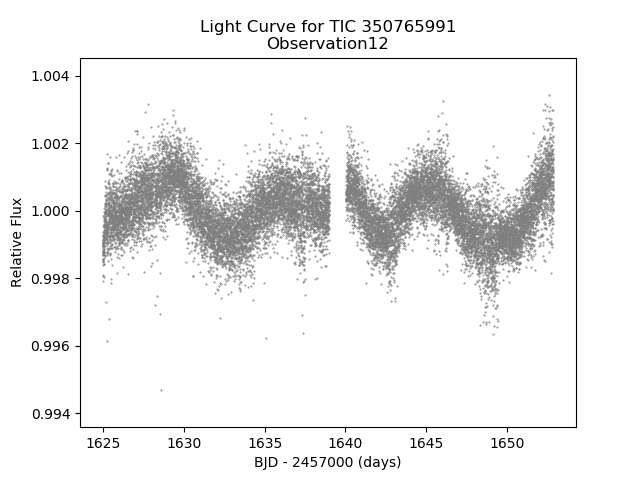 Light Curve for TIC 350765991
Observation12
1.004
1.002
1.000
0.998
0.996
0.994
Relative Flux
1625 1630 1635 1640 1645 1650
BJD - 2457000 (days)